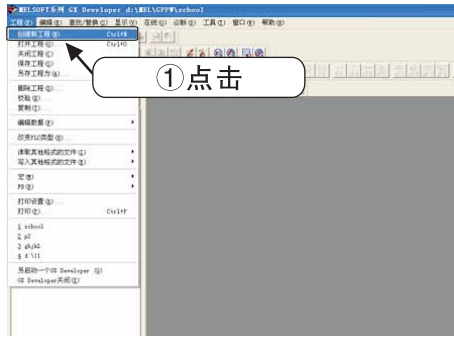 MELSOFT系列 GX Developer d:\MEL\GPPW\school
工程(F) 编辑(E) 查找/替换(S) 显示(V) 在线(O) 诊断(D) 工具(T) 窗口(W) 帮助(H)
创建新工程(N)... Ctrl+N
打开工程(O)... Ctrl+O
关闭工程(C)
保存工程(S)
另存工程为(A)...
删除工程(D)...
校验(K)...
复制(C)...
编辑数据(F)
改变PLC类型(H)...
读取其他格式的文件(I)
写入其他格式的文件(E)
宏(M)
FB(B)
打印设置(R)...
打印(P)... Ctrl+P
1 school
2 p2
3 ghjkl
4 d:\11
另启动一个GX Developer (G)
GX Developer关闭(Q)
①点击